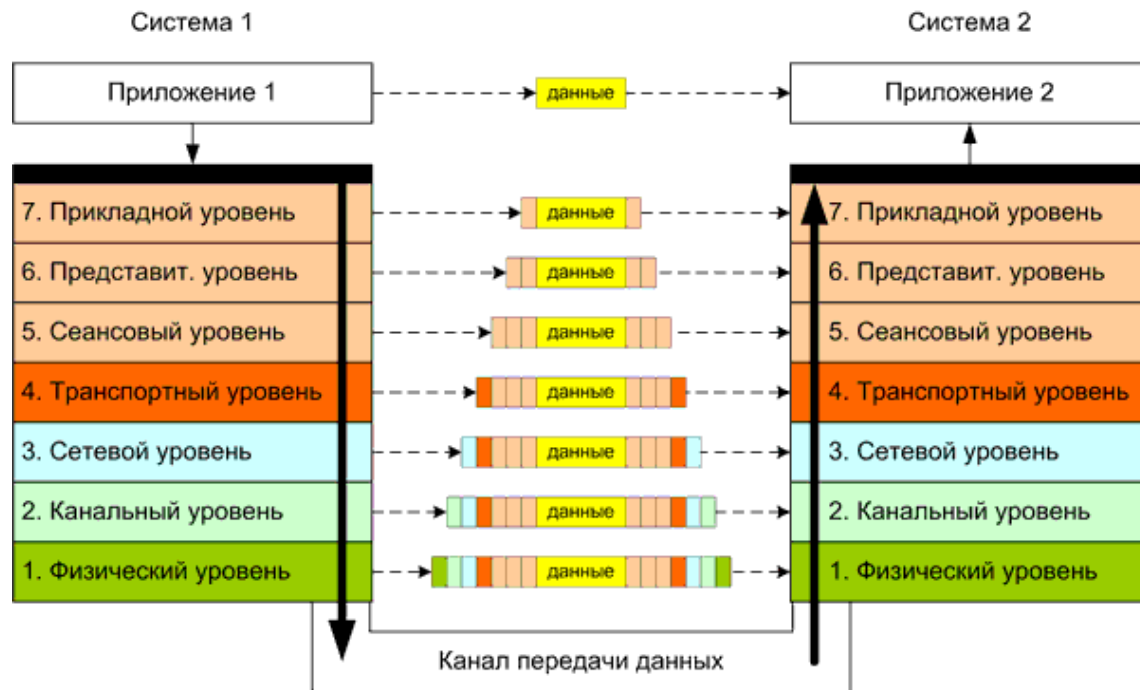 Система 1
Система 2
Приложение 1
данные
Приложение 2
7. Прикладной уровень
данные
7. Прикладной уровень
6. Представит. уровень
данные
6. Представит. уровень
5. Сеансовый уровень
данные
5. Сеансовый уровень
4. Транспортный уровень
данные
4. Транспортный уровень
3. Сетевой уровень
данные
3. Сетевой уровень
2. Канальный уровень
данные
2. Канальный уровень
1. Физический уровень
данные
1. Физический уровень
Канал передачи данных